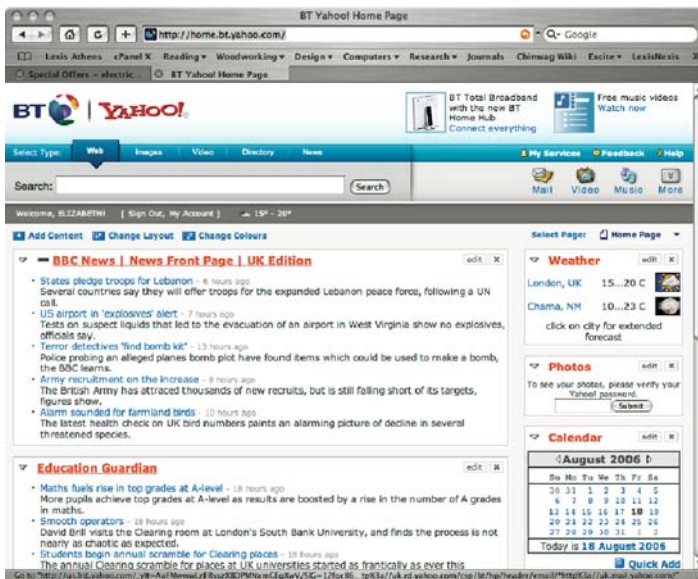 BT Yahoo! Home Page
http://home.bt.yahoo.com/
Q- Google
Lexis Athens cPanel X Reading Woodworking Design Computers Research Journals Chinwag Wiki Excite LexisNexis
Special Offers – electric... BT Yahoo! Home Page
BT YAHOO!
BT Total Broadband
with the new BT
Home Hub
Connect everything
Free music videos
Watch now
Select Type: Web Images Video Directory News
My Services Feedback Help
Search: Search
Mail Video Music More
Welcome, ELIZABETH! [ Sign Out, My Account ] 15° - 20°
Add Content Change Layout Change Colours
Select Page: Home Page
BBC News | News Front Page | UK Edition edit x
States pledge troops for Lebanon - 6 hours ago
Several countries say they will offer troops for the expanded Lebanon peace force, following a UN
call.
US airport in 'explosives' alert - 7 hours ago
Tests on suspect liquids that led to the evacuation of an airport in West Virginia show no explosives,
officials say.
Terror detectives 'find bomb kit' - 13 hours ago
Police probing an alleged planes bomb plot have found items which could be used to make a bomb,
the BBC learns.
Army recruitment on the increase - 8 hours ago
The British Army has attracted thousands of new recruits, but is still falling short of its targets,
figures show.
Alarm sounded for farmland birds - 10 hours ago
The latest health check on UK bird numbers paints an alarming picture of decline in several
threatened species.
Education Guardian edit x
Maths fuels rise in top grades at A-level - 18 hours ago
More pupils achieve top grades at A-level as results are boosted by a rise in the number of A grades
in maths.
Smooth operators - 18 hours ago
David Brill visits the Clearing room at London's South Bank University, and finds the process is not
nearly as chaotic as expected.
Students begin annual scramble for Clearing places - 18 hours ago
The annual Clearing scramble for places at UK universities started as frantically as ever this
Weather edit x
London, UK 15...20 C
Chama, NM 10...23 C
click on city for extended
forecast
Photos edit x
To see your photos, please verify your
Yahoo! password.
Submit
Calendar edit x
August 2006
Su Mo Tu We Th Fr Sa
30 31 1 2 3 4 5
6 7 8 9 10 11 12
13 14 15 16 17 18 19
20 21 22 23 24 25 26
27 28 29 30 31 1 2
Today is 18 August 2006
Quick Add